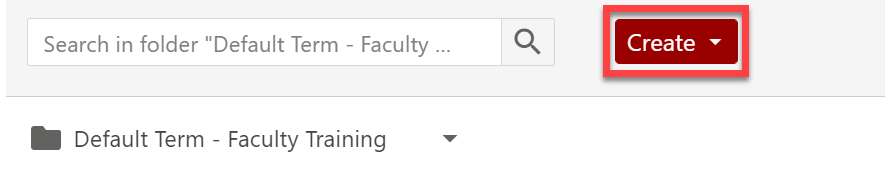 Search in folder "Default Term - Faculty ...
Create
Default Term - Faculty Training